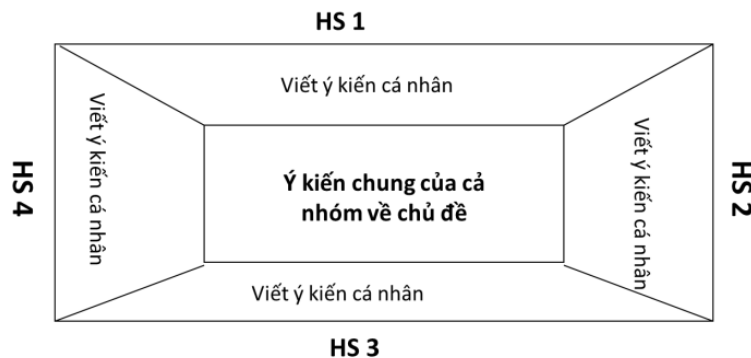 HS 1
Viết ý kiến cá nhân
HS 4
Viết ý kiến cá nhân
Ý kiến chung của cả
nhóm về chủ đề
Viết ý kiến cá nhân
HS 2
Viết ý kiến cá nhân
HS 3